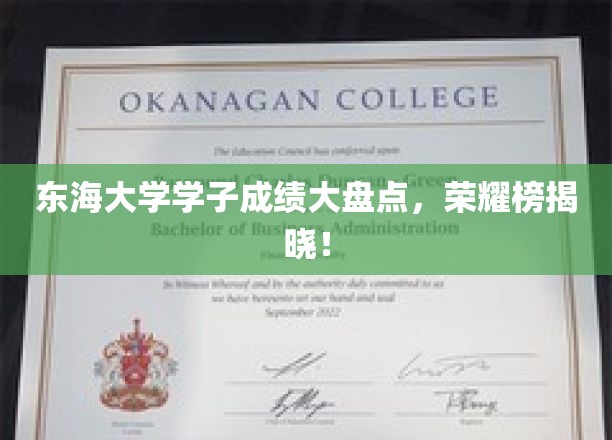 OKANAGAN COLLEGE
The Education Council has conferred upon
东海大学学子成绩大盘点，荣耀榜揭
晓！
Bachelor of Business Administration
In Witness Whereof and by the authority duly committed to us
we have hereunto set our hand and seal
September 2022